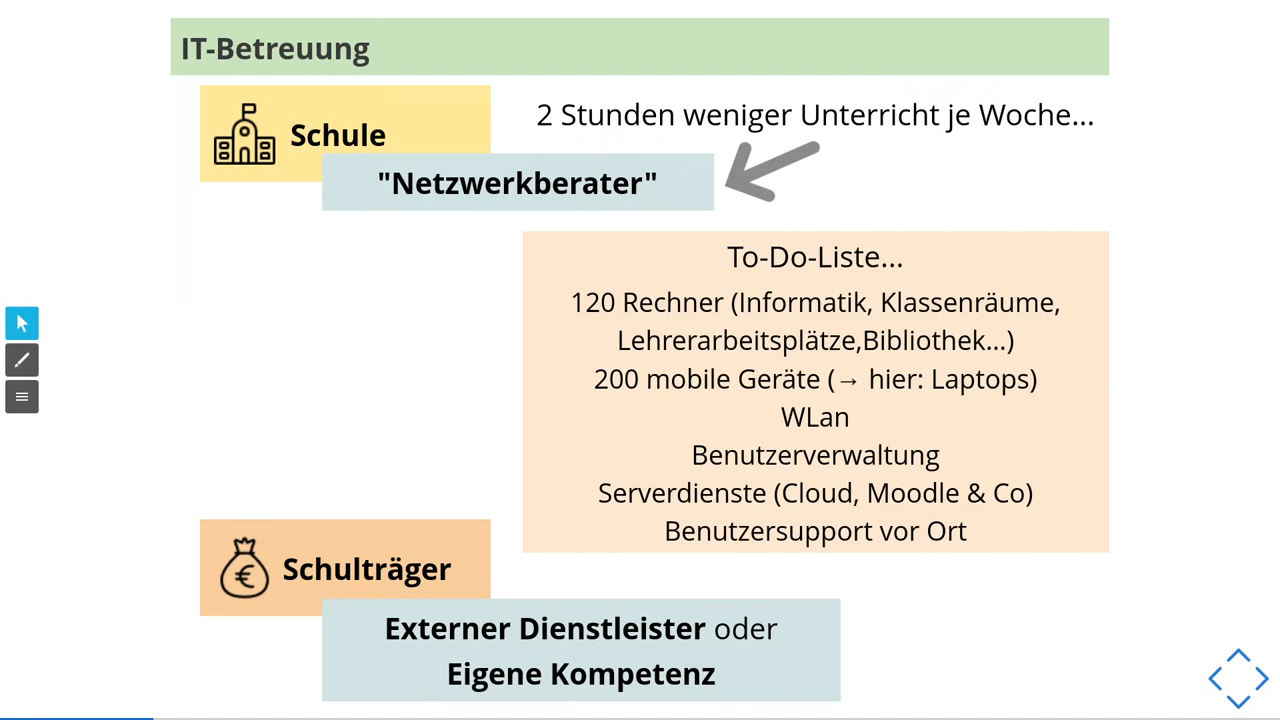 IT-Betreuung
Schule
2 Stunden weniger Unterricht je Woche...
"Netzwerkberater"
To-Do-Liste...
120 Rechner (Informatik, Klassenräume,
Lehrerarbeitsplätze,Bibliothek...)
200 mobile Geräte (→ hier: Laptops)
WLan
Benutzerverwaltung
Serverdienste (Cloud, Moodle & Co)
Benutzersupport vor Ort
€ Schulträger
Externer Dienstleister oder
Eigene Kompetenz